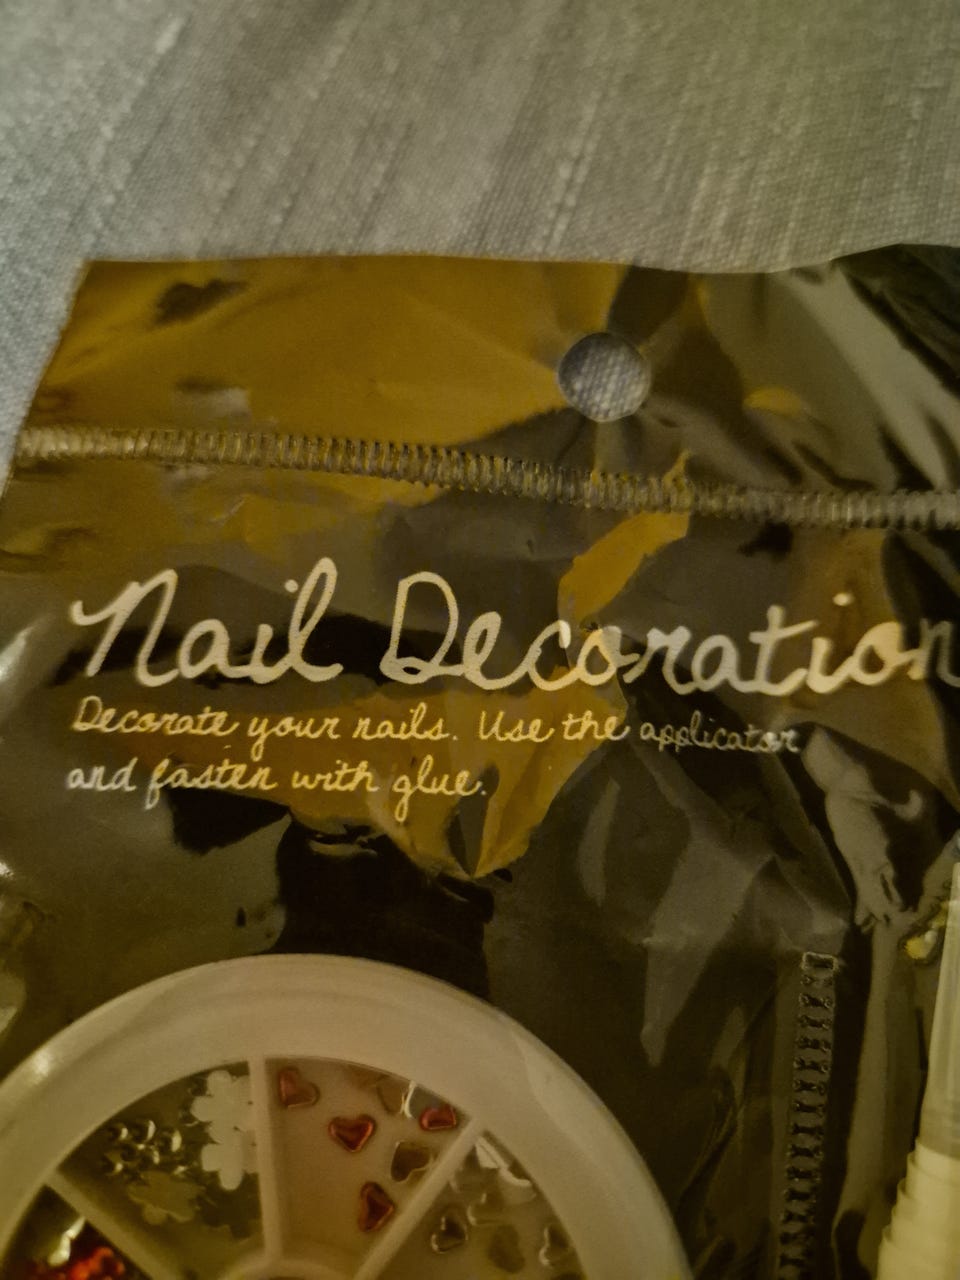 Nail Decoration
Decorate your nails. Use the applicator
and fasten with glue.